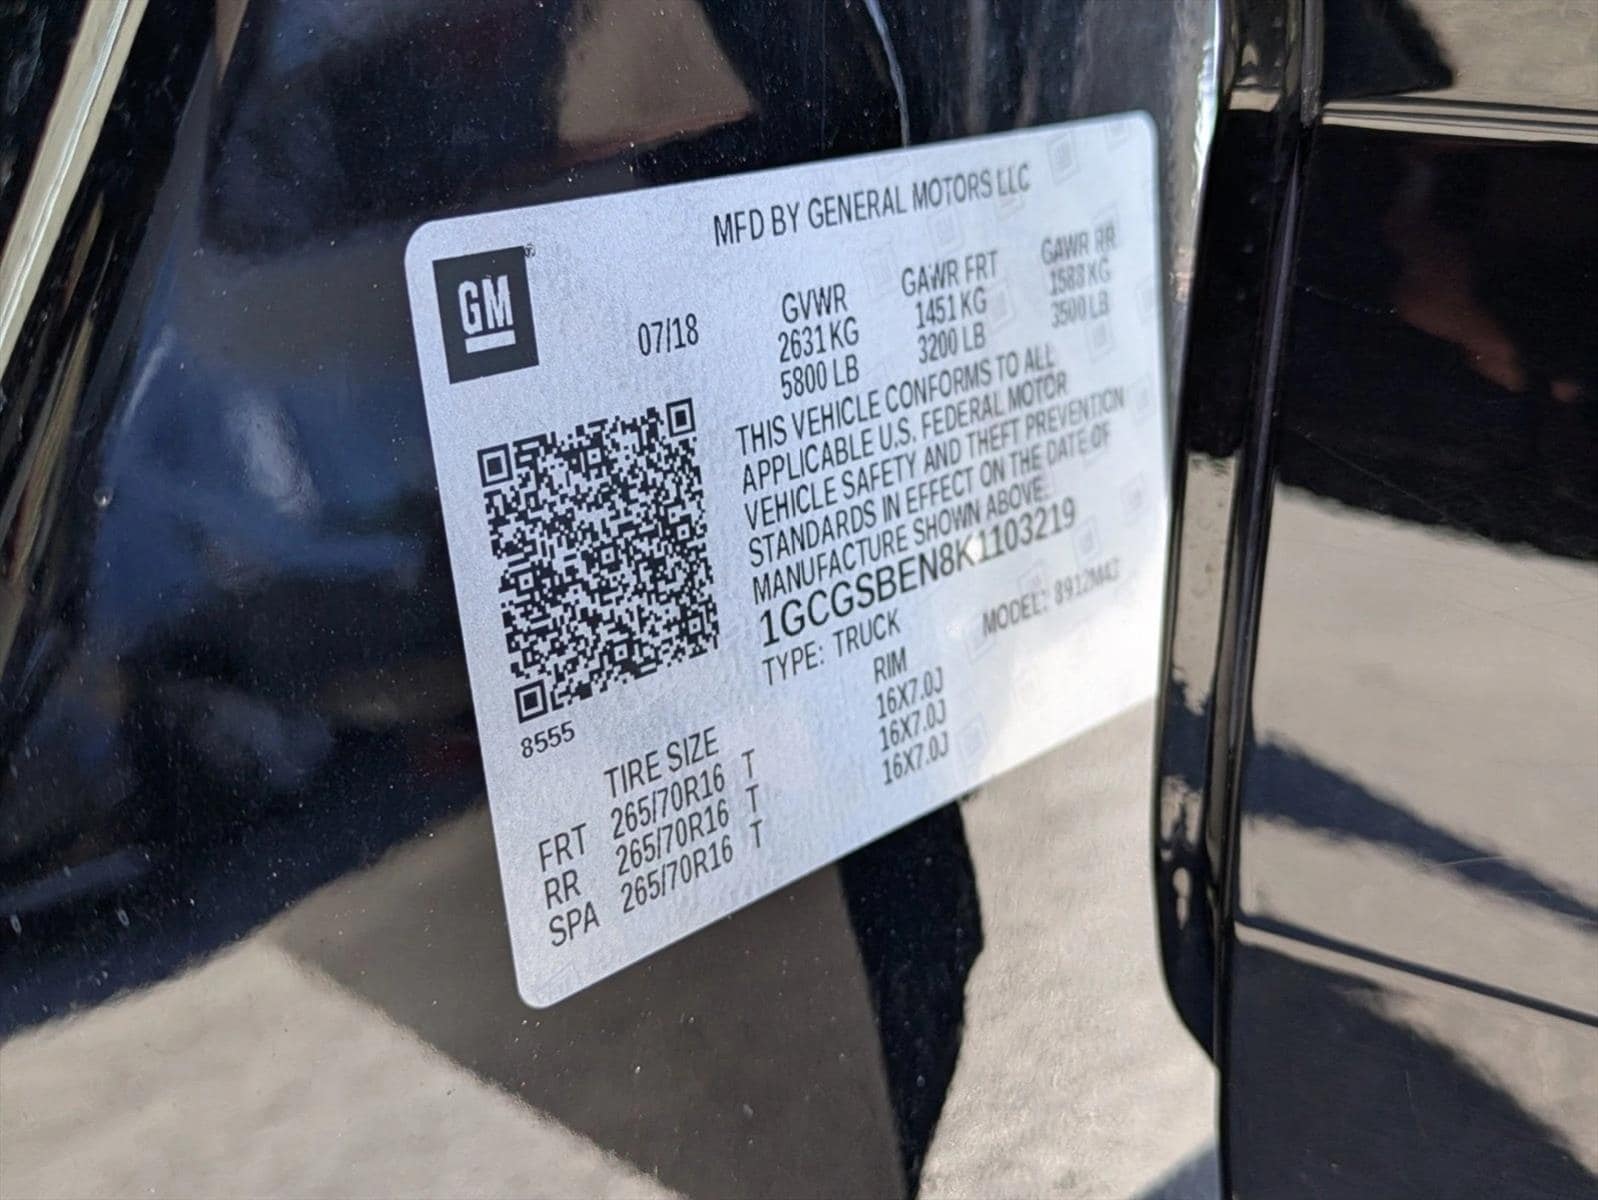 MFD BY GENERAL MOTORS LLC
GM ®
07/18
GVWR GAWR FRT GAWR RR
2631 KG 1451 KG 1588 KG
5800 LB 3200 LB 3500 LB
THIS VEHICLE CONFORMS TO ALL
APPLICABLE U.S. FEDERAL MOTOR
VEHICLE SAFETY AND THEFT PREVENTION
STANDARDS IN EFFECT ON THE DATE OF
MANUFACTURE SHOWN ABOVE.
1GCGSBEN8K1103219
TYPE: TRUCK MODEL:
8555
TIRE SIZE RIM
FRT 265/70R16 T 16X7.0J
RR 265/70R16 T 16X7.0J
SPA 265/70R16 T 16X7.0J